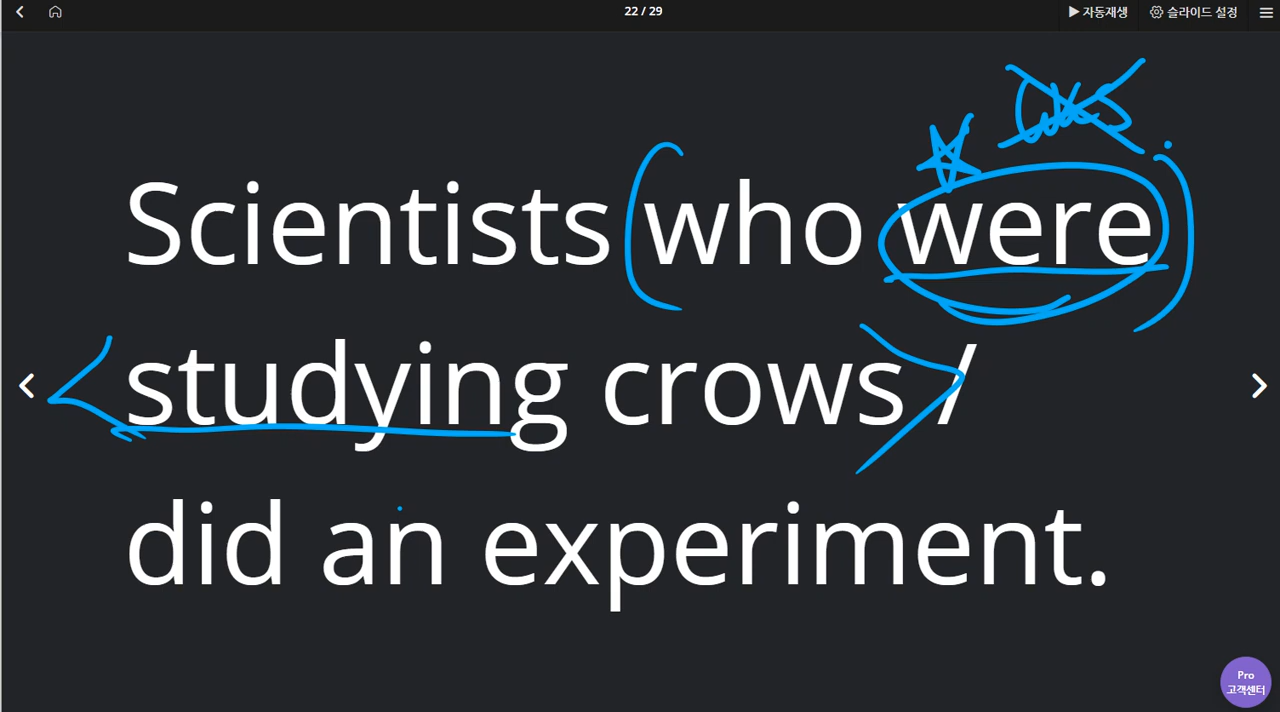 22 / 29
▶ 자동재생
슬라이드 설정
was
Scientists who were
studying crows /
did an experiment.
Pro
고객센터